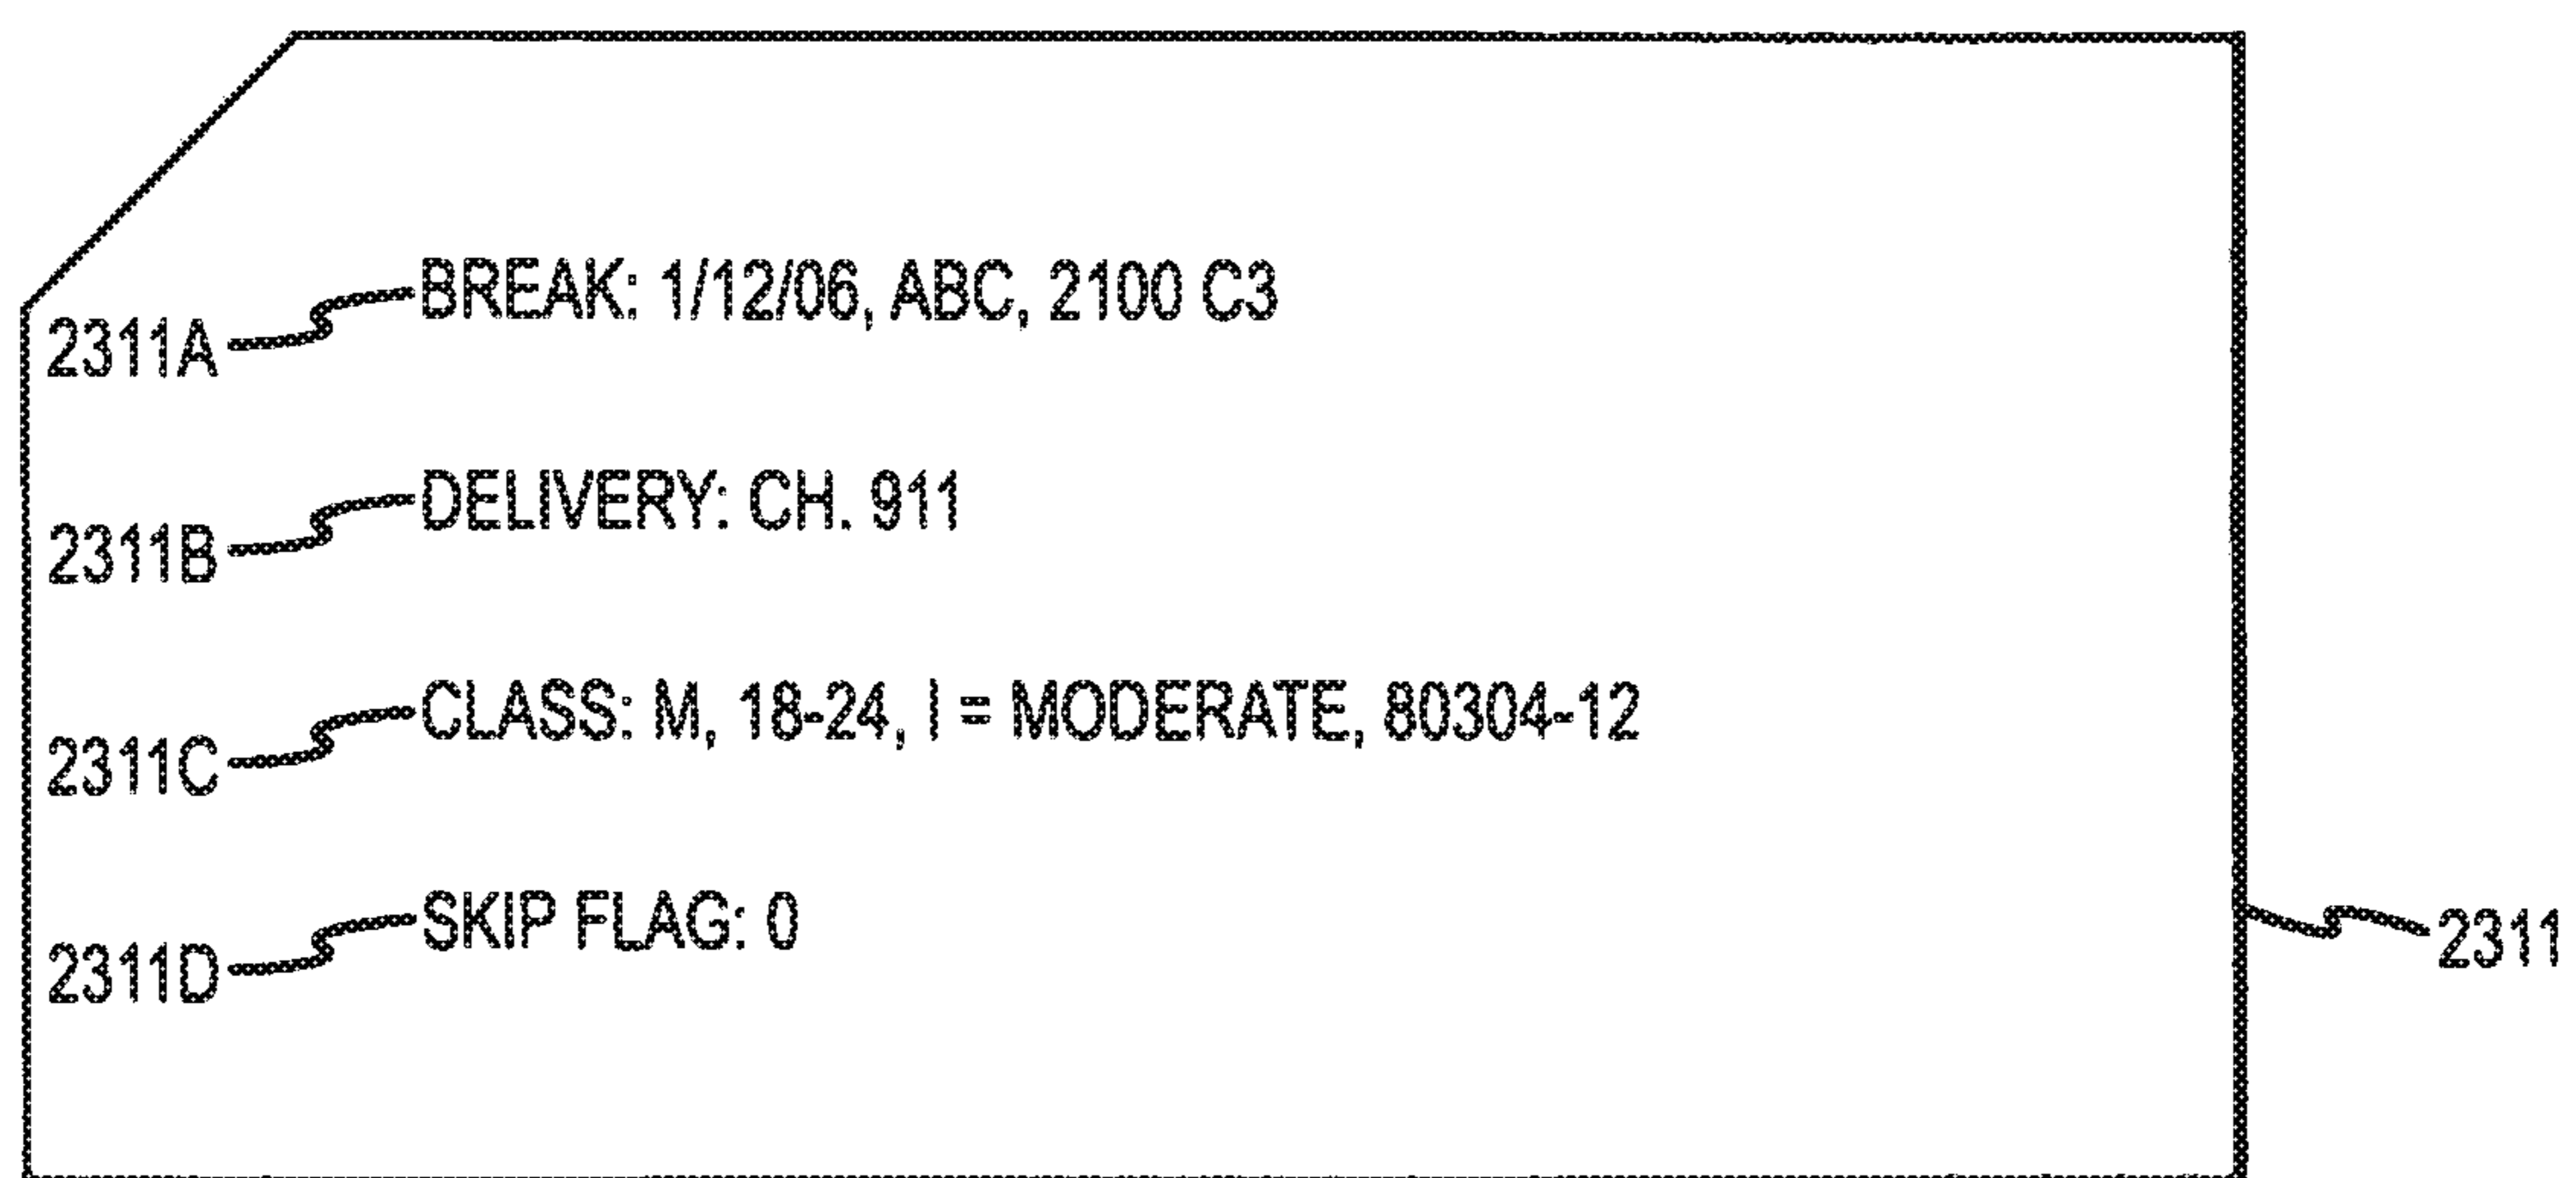 BREAK: 1/12/06, ABC, 2100 C3
2311A
DELIVERY: CH. 911
2311B
CLASS: M, 18-24, I = MODERATE, 80304-12
2311C
SKIP FLAG: 0
2311D
2311